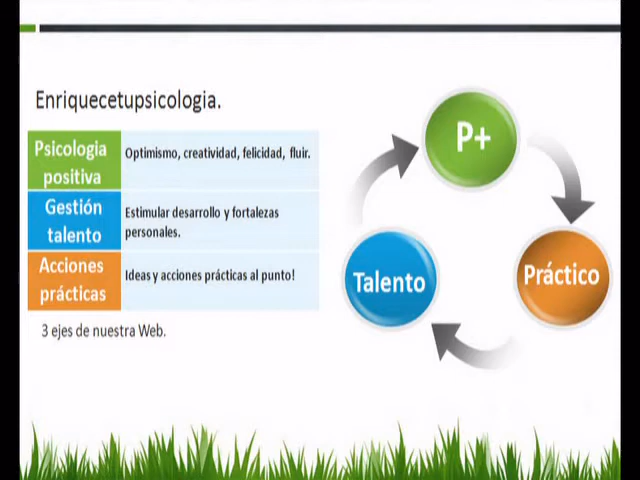 Enriquecetupsicologia.
Psicologia
positiva
Optimismo, creatividad, felicidad, fluir.
Gestión
talento
Estimular desarrollo y fortalezas
personales.
Acciones
prácticas
Ideas y acciones prácticas al punto!
3 ejes de nuestra Web.
P+
Práctico
Talento